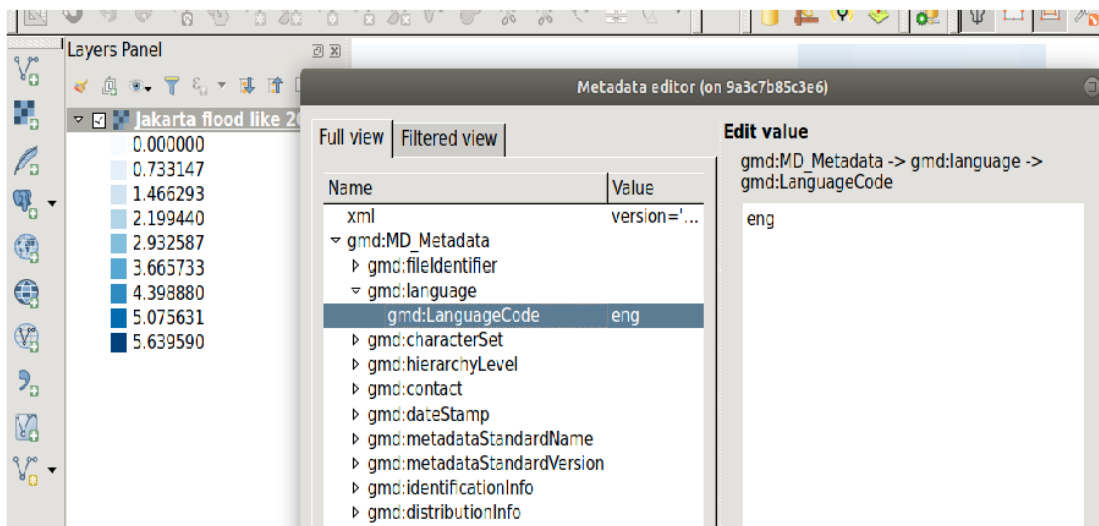 Layers Panel
Jakarta flood like 2
0.000000
0.733147
1.466293
2.199440
2.932587
3.665733
4.398880
5.075631
5.639590
Metadata editor (on 9a3c7b85c3e6)
Full view
Filtered view
Name
Value
xml
version='...
gmd:MD_Metadata
gmd:fileIdentifier
gmd:language
gmd:LanguageCode
eng
gmd:characterSet
gmd:hierarchyLevel
gmd:contact
gmd:dateStamp
gmd:metadataStandardName
gmd:metadataStandardVersion
gmd:identificationInfo
gmd:distributionInfo
Edit value
gmd:MD_Metadata -> gmd:language ->
gmd:LanguageCode
eng